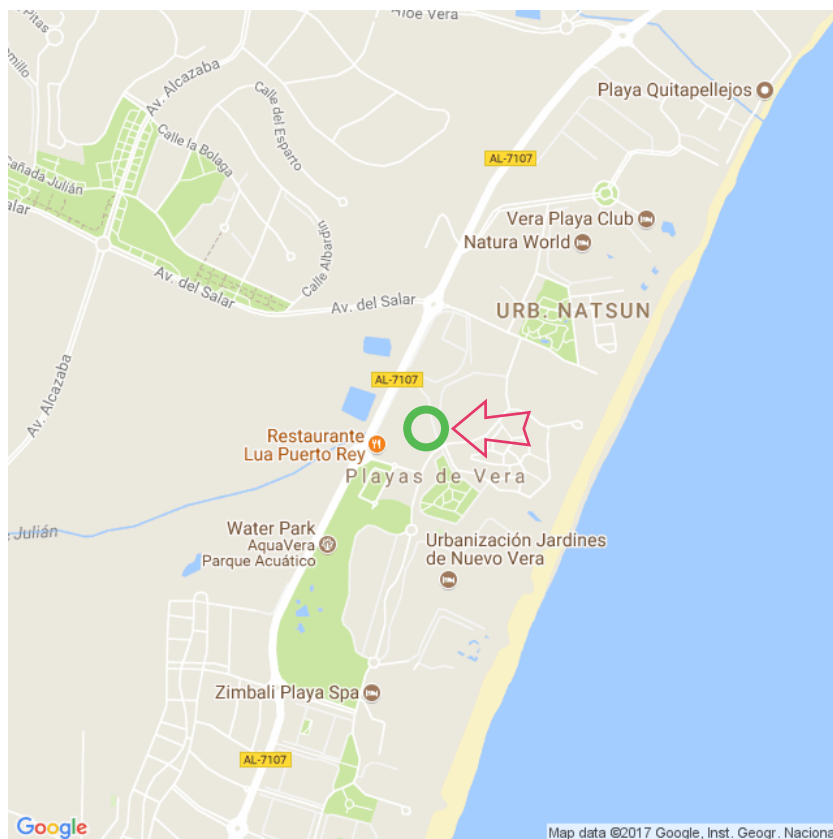 Pitas
Aloe Vera
Av. Alcazaba
Calle del Esparto
Playa Quitapellejos
Calle la Bolaga
AL-7107
Cañada Julián
Vera Playa Club
Natura World
Calle Albardín
Av. del Salar
Av. del Salar
URB. NATSUN
AL-7107
Av. Alcazaba
Restaurante
Lua Puerto Rey
Playas de Vera
Water Park
AquaVera
Parque Acuático
Urbanización Jardines
de Nuevo Vera
Julián
Zimbali Playa Spa
AL-7107
Google
Map data ©2017 Google, Inst. Geogr. Naciona